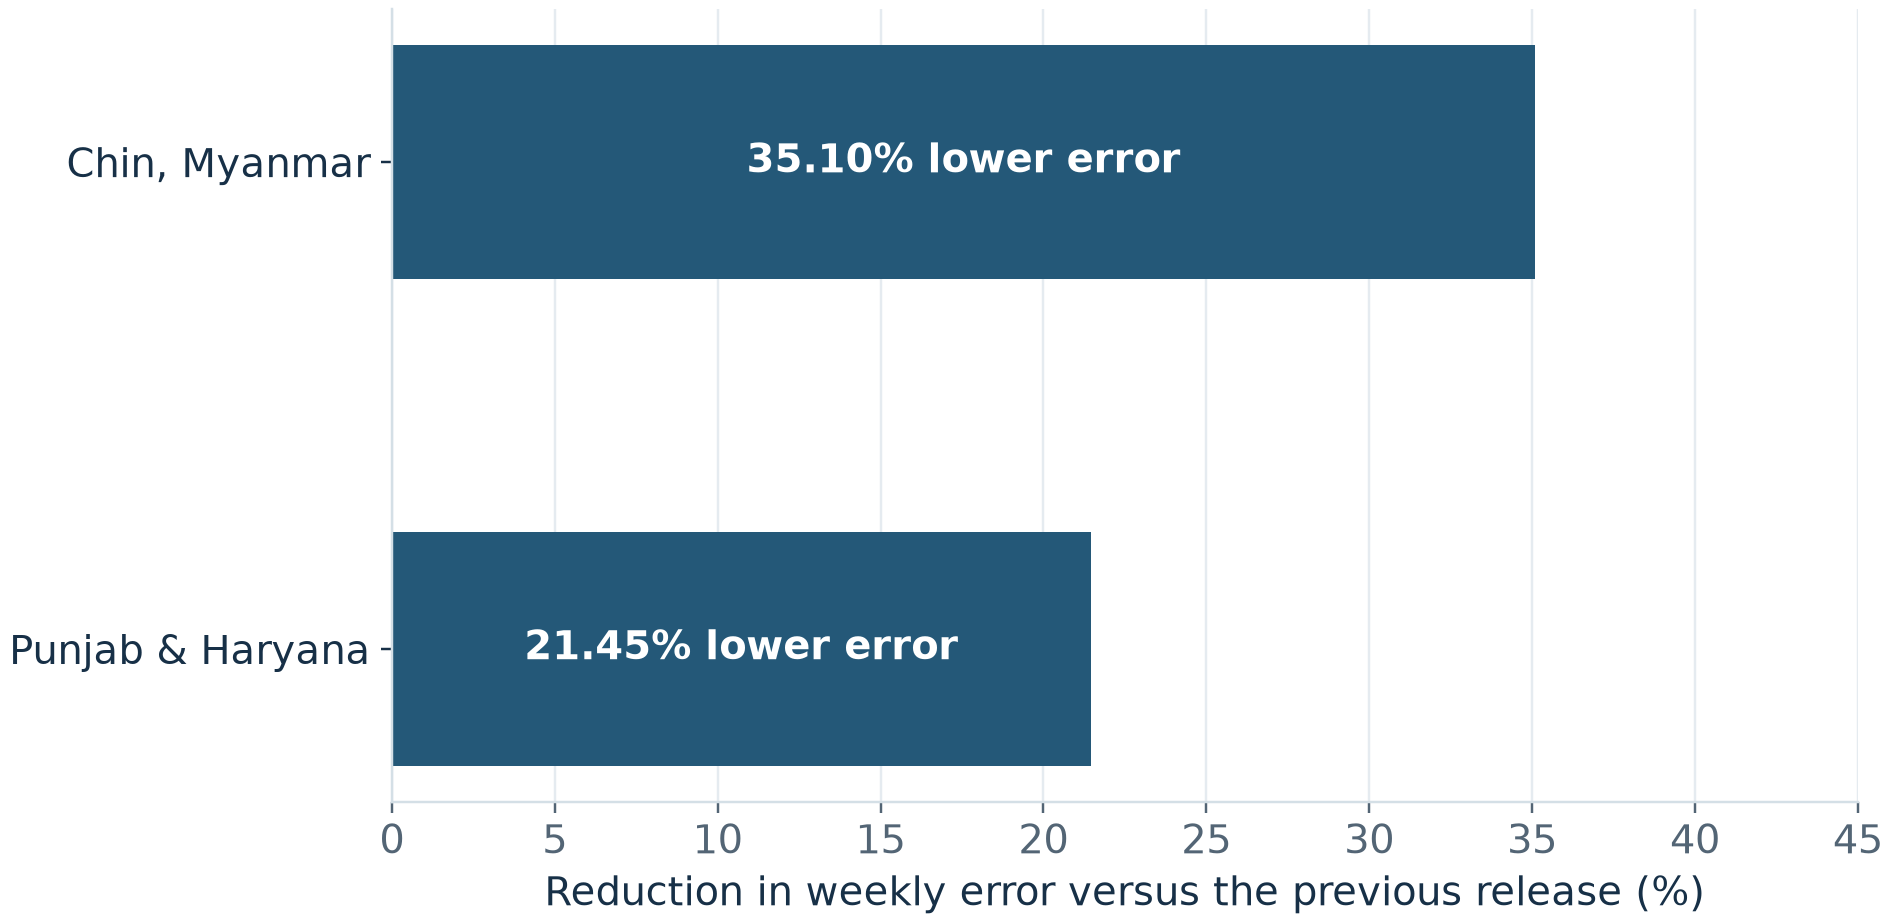 Chin, Myanmar
35.10% lower error
Punjab & Haryana
21.45% lower error
0 5 10 15 20 25 30 35 40 45
Reduction in weekly error versus the previous release (%)